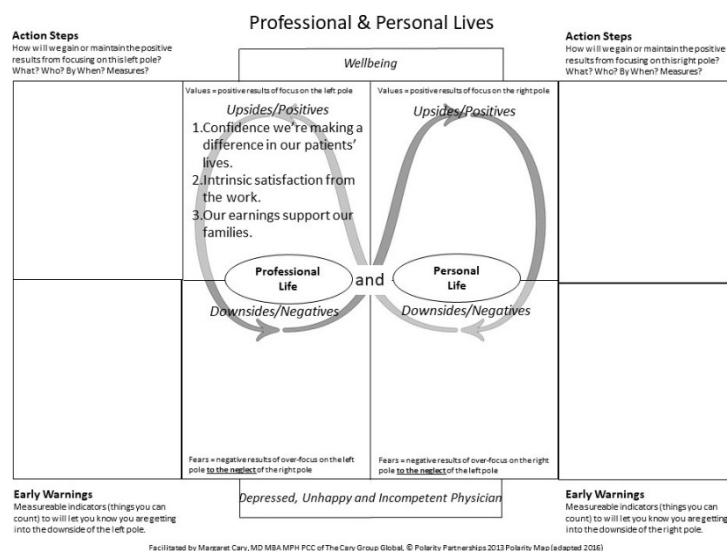 Professional & Personal Lives
Action Steps
How will we gain or maintain the positive
results from focusing on this left pole?
What? Who? By When? Measures?
Wellbeing
Action Steps
How will we gain or maintain the positive
results from focusing on this right pole?
What? Who? By When? Measures?
Values = positive results of focus on the left pole
Upsides/Positives
1.Confidence we're making a
difference in our patients'
lives.
2.Intrinsic satisfaction from
the work.
3.Our earnings support our
families.
Values = positive results of focus on the right pole
Upsides/Positives
Professional
Life
and
Personal
Life
Downsides/Negatives
Downsides/Negatives
Fears = negative results of over-focus on the left
pole to the neglect of the right pole
Fears = negative results of over-focus on the right
pole to the neglect of the left pole
Early Warnings
Measureable indicators (things you can
count) to will let you know you are getting
into the downside of the left pole.
Depressed, Unhappy and Incompetent Physician
Early Warnings
Measureable indicators (things you can
count) to will let you know you are getting
into the downside of the right pole.
Facilitated by Margaret Cary, MD MBA MPH PCC of The Cary Group Global, © Polarity Partnerships 2013 Polarity Map (adapted 2016)